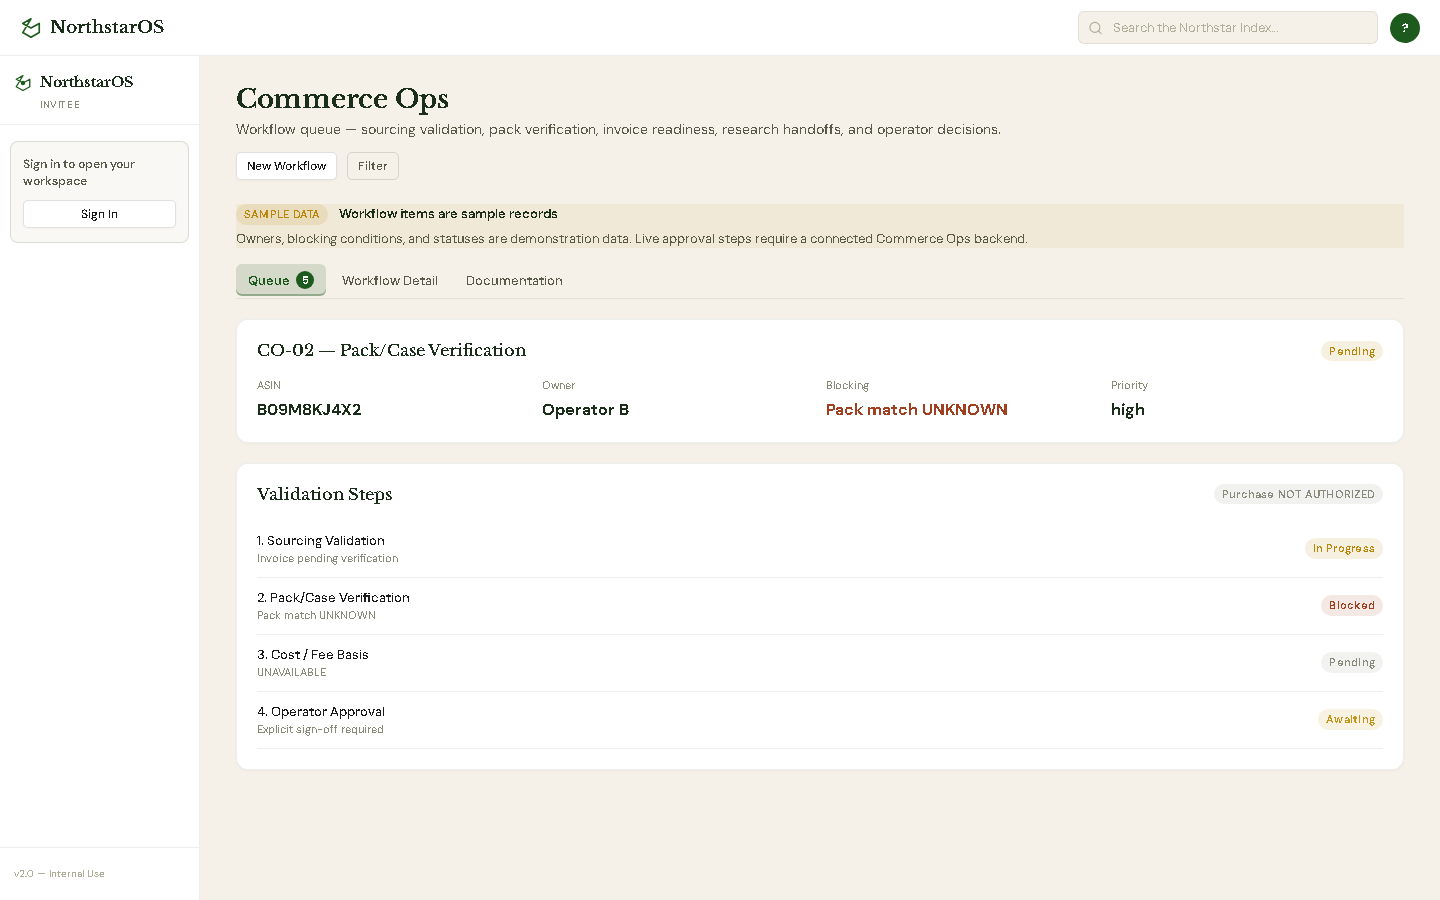 NorthstarOS
Search the Northstar Index...
?
NorthstarOS
INVITEE
Sign in to open your
workspace
Sign In
v2.0 — Internal Use
Commerce Ops
Workflow queue — sourcing validation, pack verification, invoice readiness, research handoffs, and operator decisions.
New Workflow
Filter
SAMPLE DATA Workflow items are sample records
Owners, blocking conditions, and statuses are demonstration data. Live approval steps require a connected Commerce Ops backend.
Queue 5
Workflow Detail
Documentation
CO-02 — Pack/Case Verification
Pending
ASIN
B09M8KJ4X2
Owner
Operator B
Blocking
Pack match UNKNOWN
Priority
high
Validation Steps
Purchase NOT AUTHORIZED
1. Sourcing Validation
Invoice pending verification
In Progress
2. Pack/Case Verification
Pack match UNKNOWN
Blocked
3. Cost / Fee Basis
UNAVAILABLE
Pending
4. Operator Approval
Explicit sign-off required
Awaiting